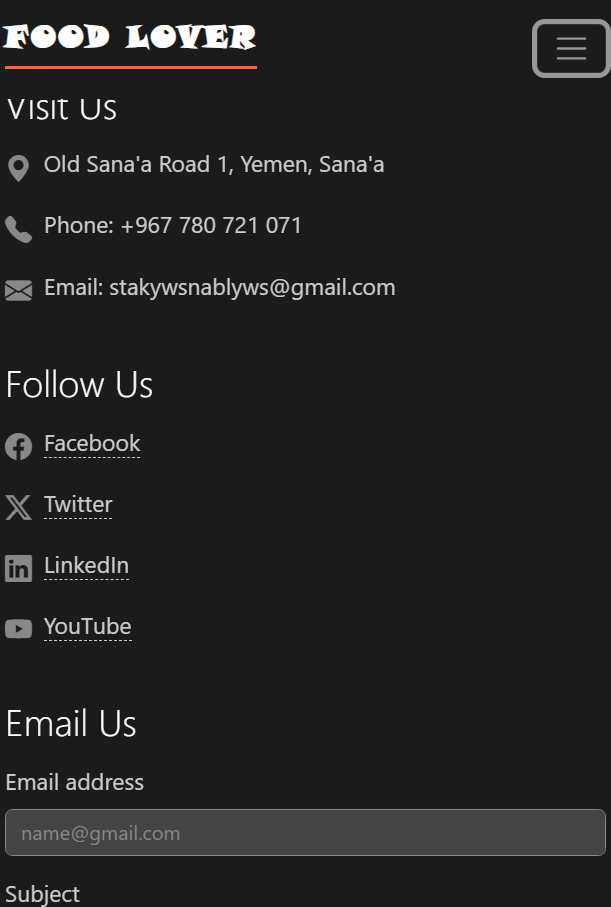 FOOD LOVER
Visit Us
Old Sana'a Road 1, Yemen, Sana'a
Phone: +967 780 721 071
Email: stakywsnablyws@gmail.com
Follow Us
Facebook
Twitter
LinkedIn
YouTube
Email Us
Email address
name@gmail.com
Subject